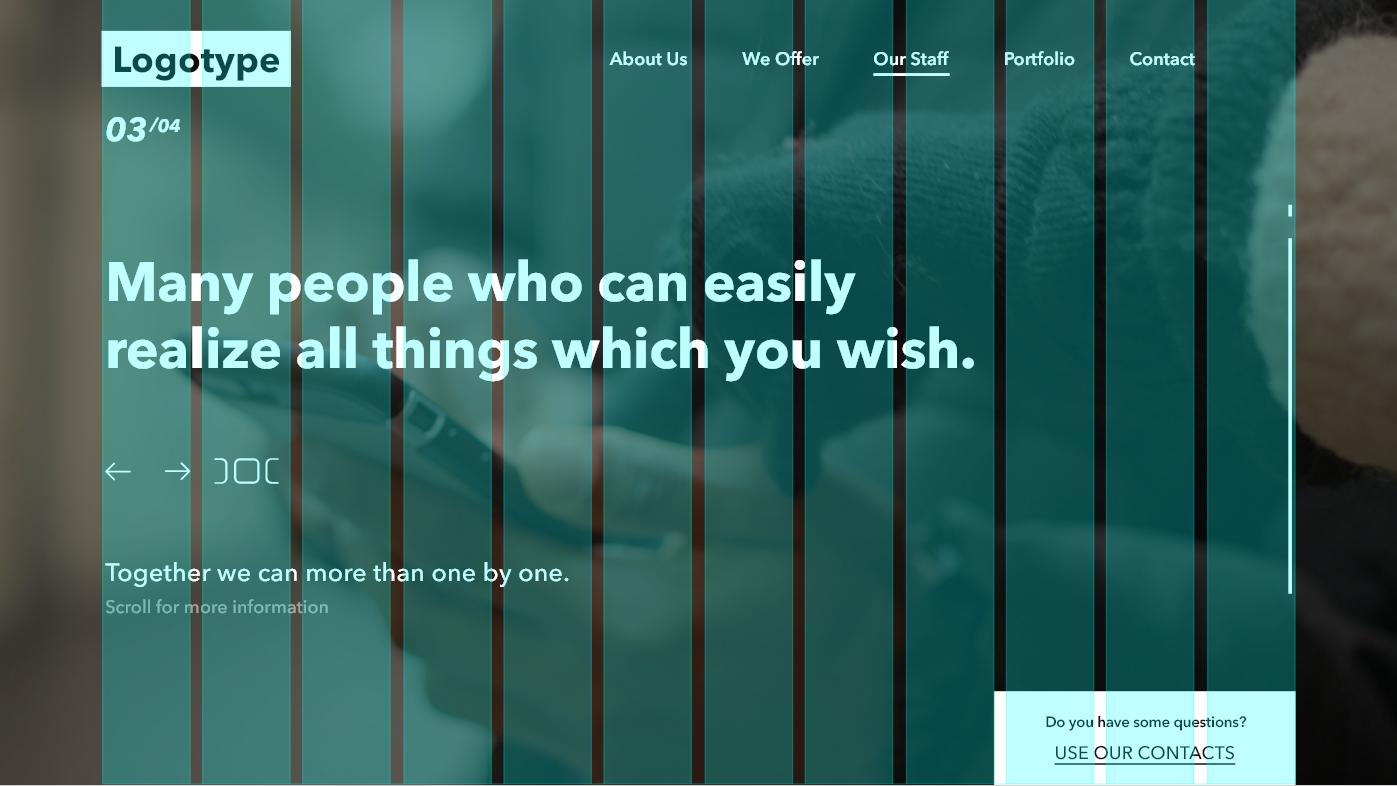 Logotype
About Us
We Offer
Our Staff
Portfolio
Contact
03/04
Many people who can easily
realize all things which you wish.
Together we can more than one by one.
Scroll for more information
Do you have some questions?
USE OUR CONTACTS